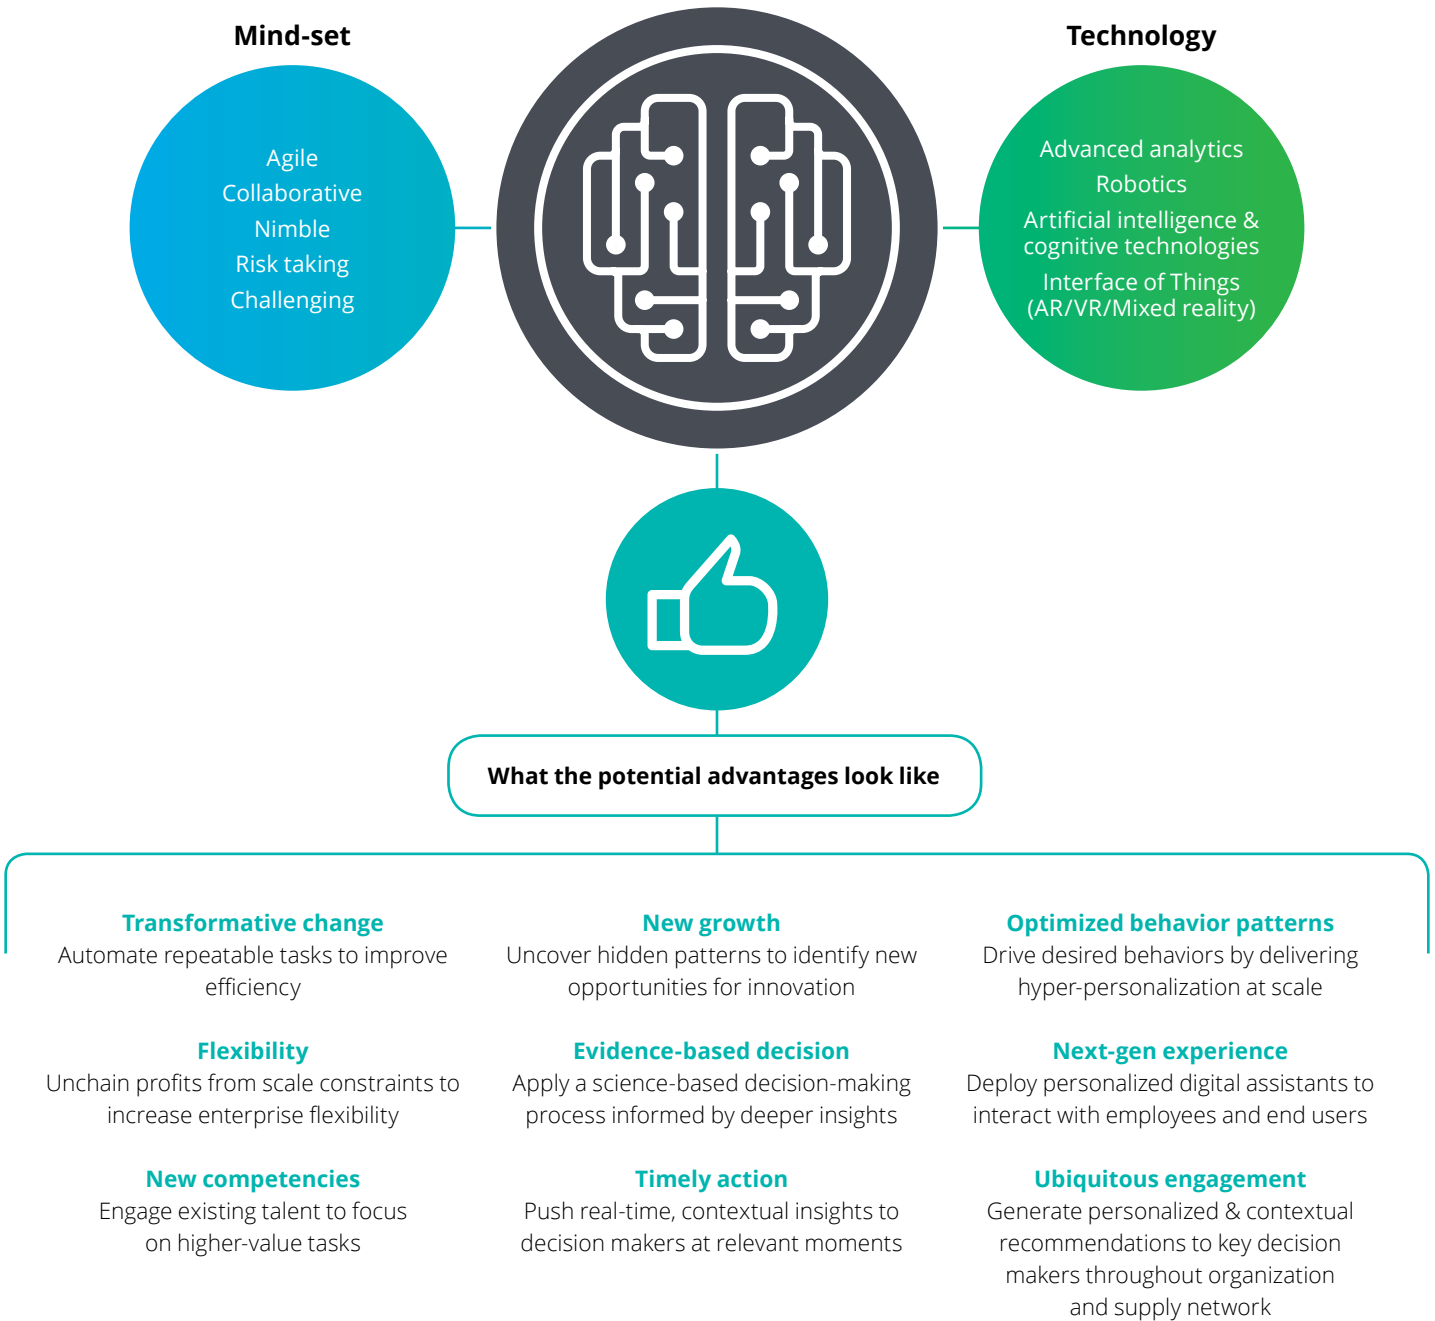 Mind-set
Agile
Collaborative
Nimble
Risk taking
Challenging
Technology
Advanced analytics
Robotics
Artificial intelligence &
cognitive technologies
Interface of Things
(AR/VR/Mixed reality)
What the potential advantages look like
Transformative change
Automate repeatable tasks to improve
efficiency
Flexibility
Unchain profits from scale constraints to
increase enterprise flexibility
New competencies
Engage existing talent to focus
on higher-value tasks
New growth
Uncover hidden patterns to identify new
opportunities for innovation
Evidence-based decision
Apply a science-based decision-making
process informed by deeper insights
Timely action
Push real-time, contextual insights to
decision makers at relevant moments
Optimized behavior patterns
Drive desired behaviors by delivering
hyper-personalization at scale
Next-gen experience
Deploy personalized digital assistants to
interact with employees and end users
Ubiquitous engagement
Generate personalized & contextual
recommendations to key decision
makers throughout organization
and supply network